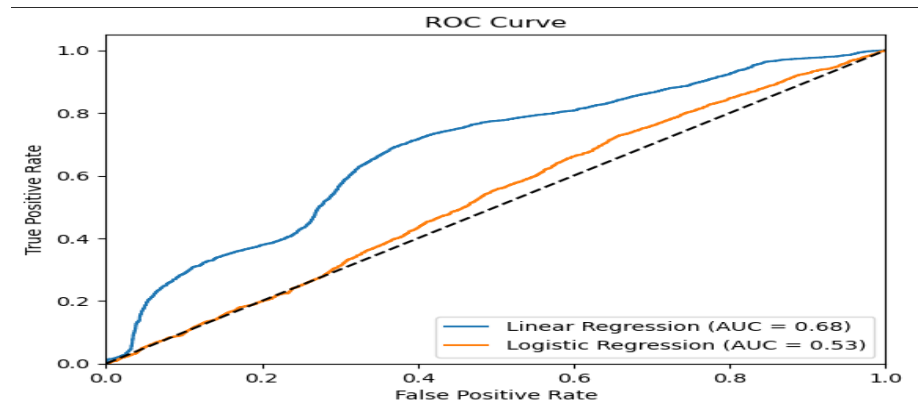 ROC Curve
True Positive Rate
1.0
0.8
0.6
0.4
0.2
0.0
Linear Regression (AUC = 0.68)
Logistic Regression (AUC = 0.53)
0.0 0.2 0.4 0.6 0.8 1.0
False Positive Rate